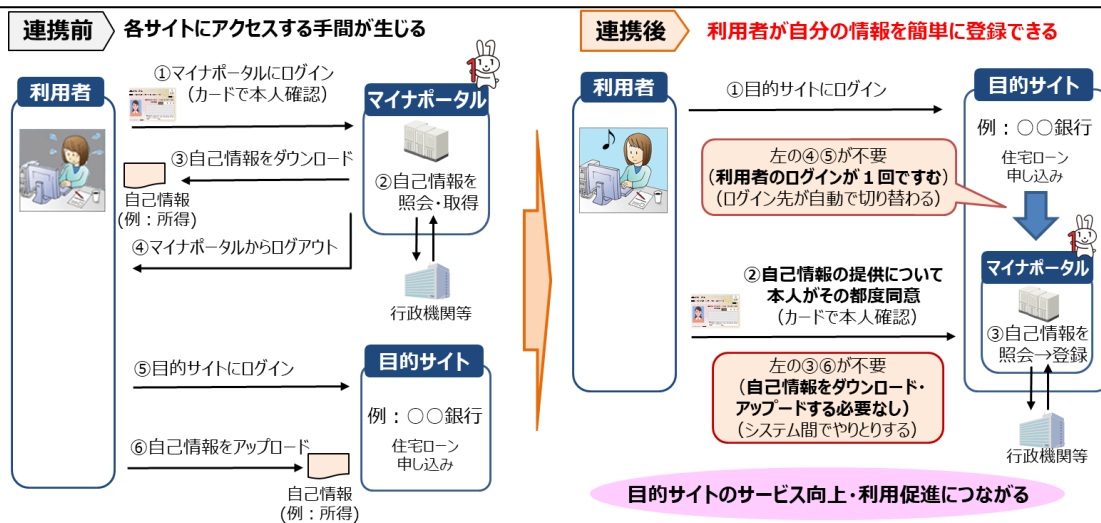 連携前
各サイトにアクセスする手間が生じる
利用者
①マイナポータルにログイン
(カードで本人確認)
マイナポータル
③自己情報をダウンロード
自己情報
(例：所得)
②自己情報を
照会・取得
④マイナポータルからログアウト
行政機関等
⑤目的サイトにログイン
目的サイト
例：○○銀行
住宅ローン
申し込み
⑥自己情報をアップロード
自己情報
(例：所得)
連携後
利用者が自分の情報を簡単に登録できる
利用者
①目的サイトにログイン
目的サイト
例：○○銀行
住宅ローン
申し込み
左の④⑤が不要
(利用者のログインが１回ですむ)
(ログイン先が自動で切り替わる)
マイナポータル
②自己情報の提供について
本人がその都度同意
(カードで本人確認)
③自己情報を
照会→登録
左の③⑥が不要
(自己情報をダウンロード・
アップードする必要なし)
(システム間でやりとりする)
行政機関等
目的サイトのサービス向上・利用促進につながる